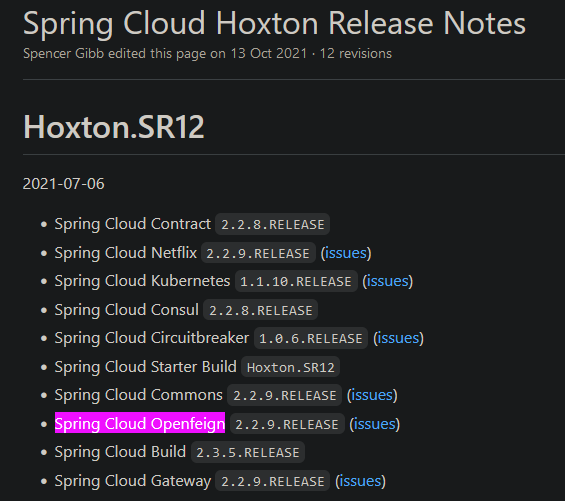 Spring Cloud Hoxton Release Notes
Spencer Gibb edited this page on 13 Oct 2021 · 12 revisions
Hoxton.SR12
2021-07-06
• Spring Cloud Contract 2.2.8.RELEASE
• Spring Cloud Netflix 2.2.9.RELEASE (issues)
• Spring Cloud Kubernetes 1.1.10.RELEASE (issues)
• Spring Cloud Consul 2.2.8.RELEASE
• Spring Cloud Circuitbreaker 1.0.6.RELEASE (issues)
• Spring Cloud Starter Build Hoxton.SR12
• Spring Cloud Commons 2.2.9.RELEASE (issues)
• Spring Cloud Openfeign 2.2.9.RELEASE (issues)
• Spring Cloud Build 2.3.5.RELEASE
• Spring Cloud Gateway 2.2.9.RELEASE (issues)